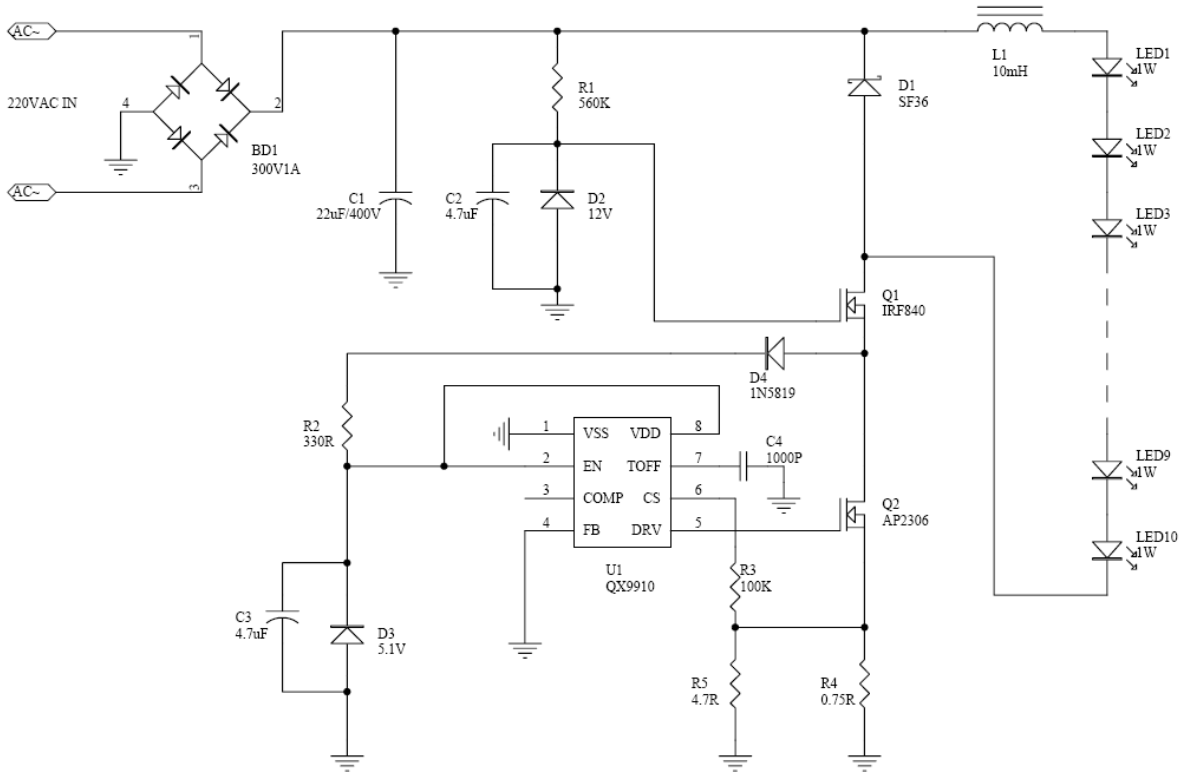 AC~
220VAC IN
AC~
1
4
2
3
BD1
300V1A
C1
22uF/400V
R1
560K
C2
4.7uF
D2
12V
D1
SF36
L1
10mH
LED1
1W
LED2
1W
LED3
1W
LED9
1W
LED10
1W
Q1
IRF840
D4
1N5819
R2
330R
1 VSS VDD 8
2 EN TOFF 7
3 COMP CS 6
4 FB DRV 5
U1
QX9910
C4
1000P
Q2
AP2306
R3
100K
C3
4.7uF
D3
5.1V
R5
4.7R
R4
0.75R